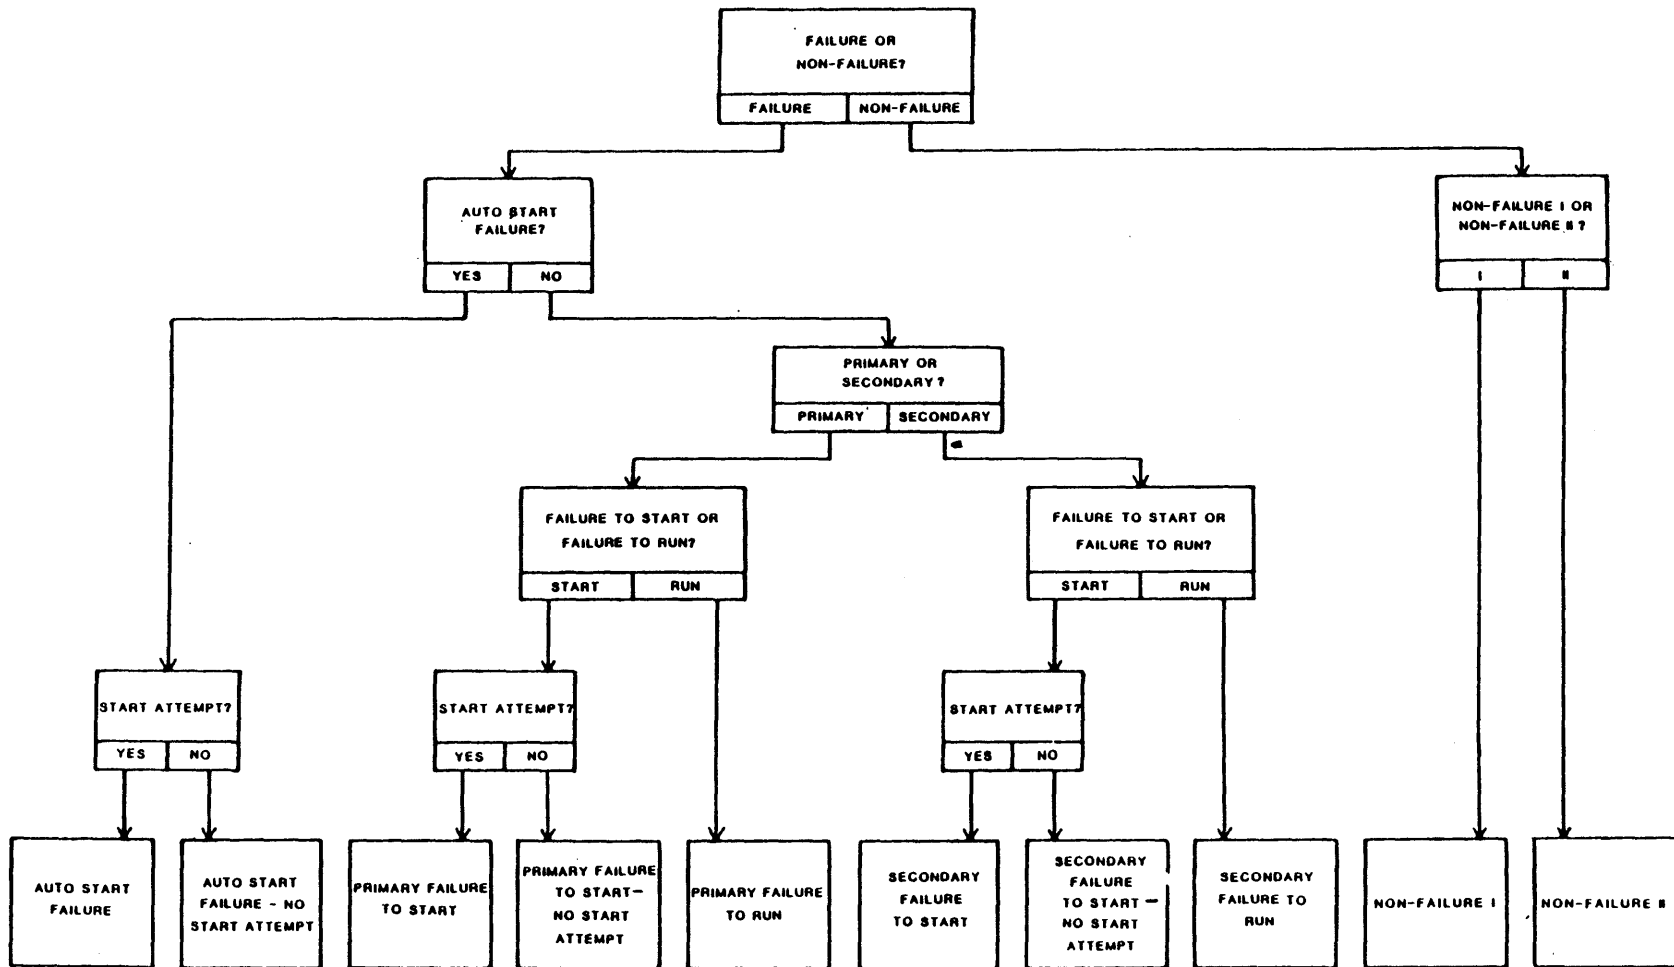 FAILURE OR
NON-FAILURE?
FAILURE NON-FAILURE
AUTO START
FAILURE?
YES NO
NON-FAILURE I OR
NON-FAILURE II ?
I II
PRIMARY OR
SECONDARY ?
PRIMARY SECONDARY
FAILURE TO START OR
FAILURE TO RUN?
START RUN
FAILURE TO START OR
FAILURE TO RUN?
START RUN
START ATTEMPT?
YES NO
START ATTEMPT?
YES NO
START ATTEMPT?
YES NO
AUTO START
FAILURE
AUTO START
FAILURE - NO
START ATTEMPT
PRIMARY FAILURE
TO START
PRIMARY FAILURE
TO START—
NO START
ATTEMPT
PRIMARY FAILURE
TO RUN
SECONDARY
FAILURE
TO START
SECONDARY
FAILURE
TO START —
NO START
ATTEMPT
SECONDARY
FAILURE TO
RUN
NON-FAILURE I
NON-FAILURE II